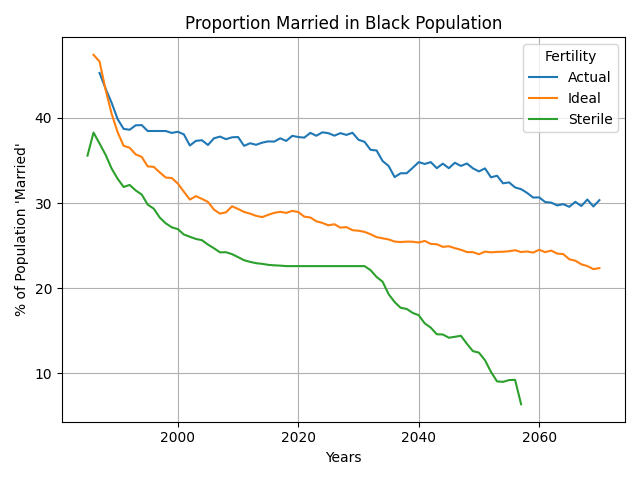 Proportion Married in Black Population
Fertility
Actual
Ideal
Sterile
% of Population 'Married'
40
30
20
10
2000 2020 2040 2060
Years